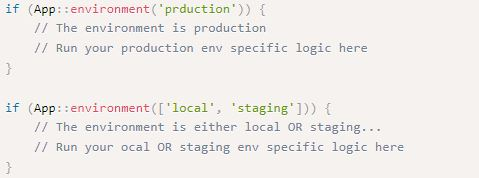 if (App::environment('prduction')) {
// The environment is production
// Run your production env specific logic here
}
if (App::environment(['local', 'staging'])) {
// The environment is either local OR staging...
// Run your ocal OR staging env specific logic here
}